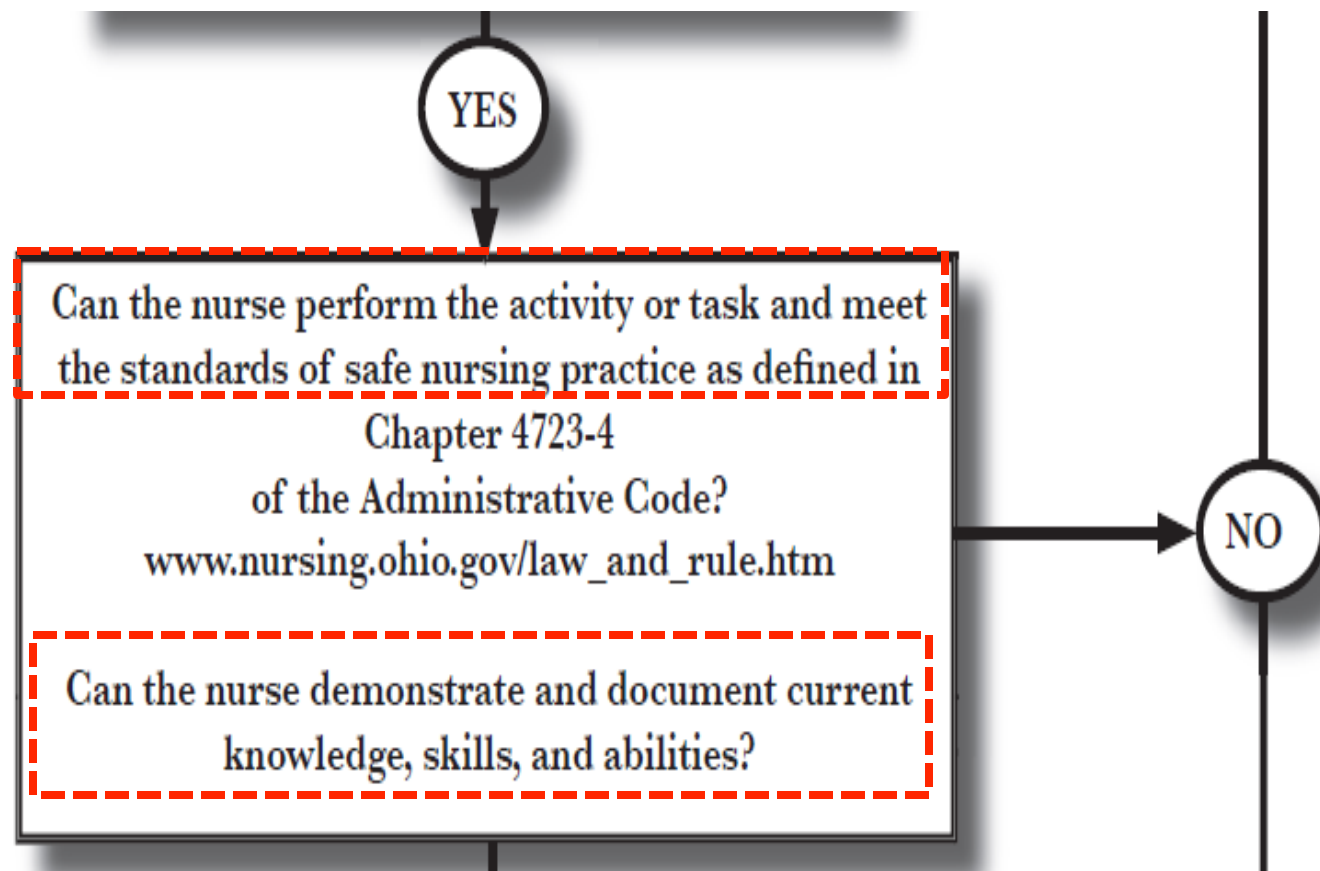 YES
Can the nurse perform the activity or task and meet
the standards of safe nursing practice as defined in
Chapter 4723-4
of the Administrative Code?
www.nursing.ohio.gov/law_and_rule.htm
NO
Can the nurse demonstrate and document current
knowledge, skills, and abilities?